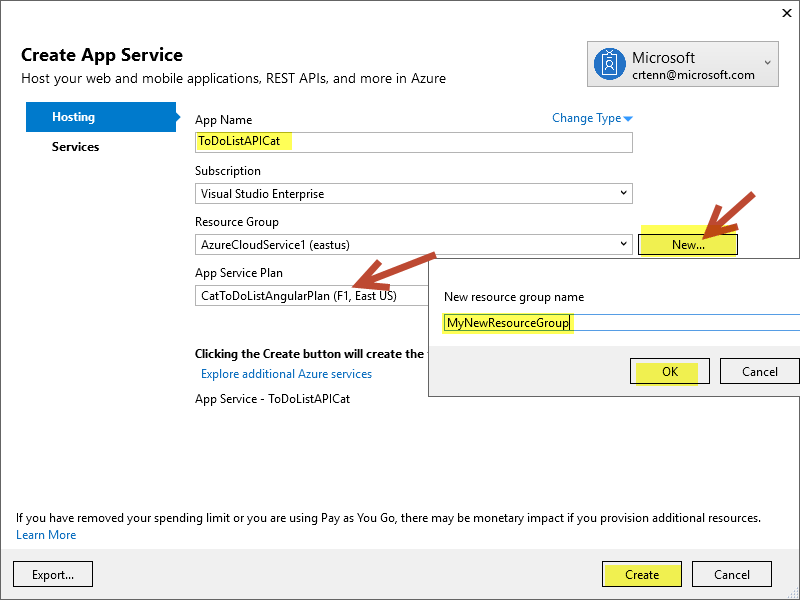 Create App Service
Host your web and mobile applications, REST APIs, and more in Azure
Microsoft
crtenn@microsoft.com
Hosting
Services
App Name
Change Type
ToDoListAPICat
Subscription
Visual Studio Enterprise
Resource Group
AzureCloudService1 (eastus)
New...
App Service Plan
CatToDoListAngularPlan (F1, East US)
New resource group name
MyNewResourceGroup
OK
Cancel
Clicking the Create button will create the
Explore additional Azure services
App Service - ToDoListAPICat
If you have removed your spending limit or you are using Pay as You Go, there may be monetary impact if you provision additional resources.
Learn More
Export...
Create
Cancel